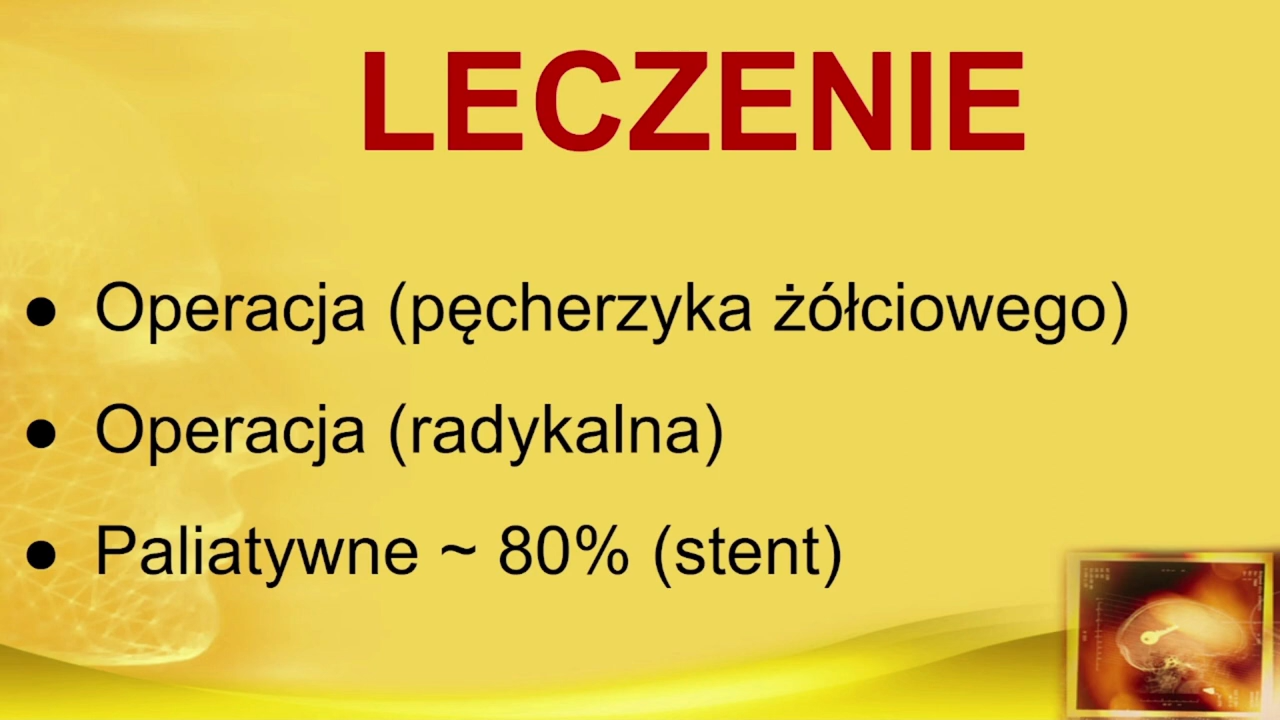 LECZENIE
● Operacja (pęcherzyka żółciowego)
● Operacja (radykalna)
● Paliatywne ~ 80% (stent)